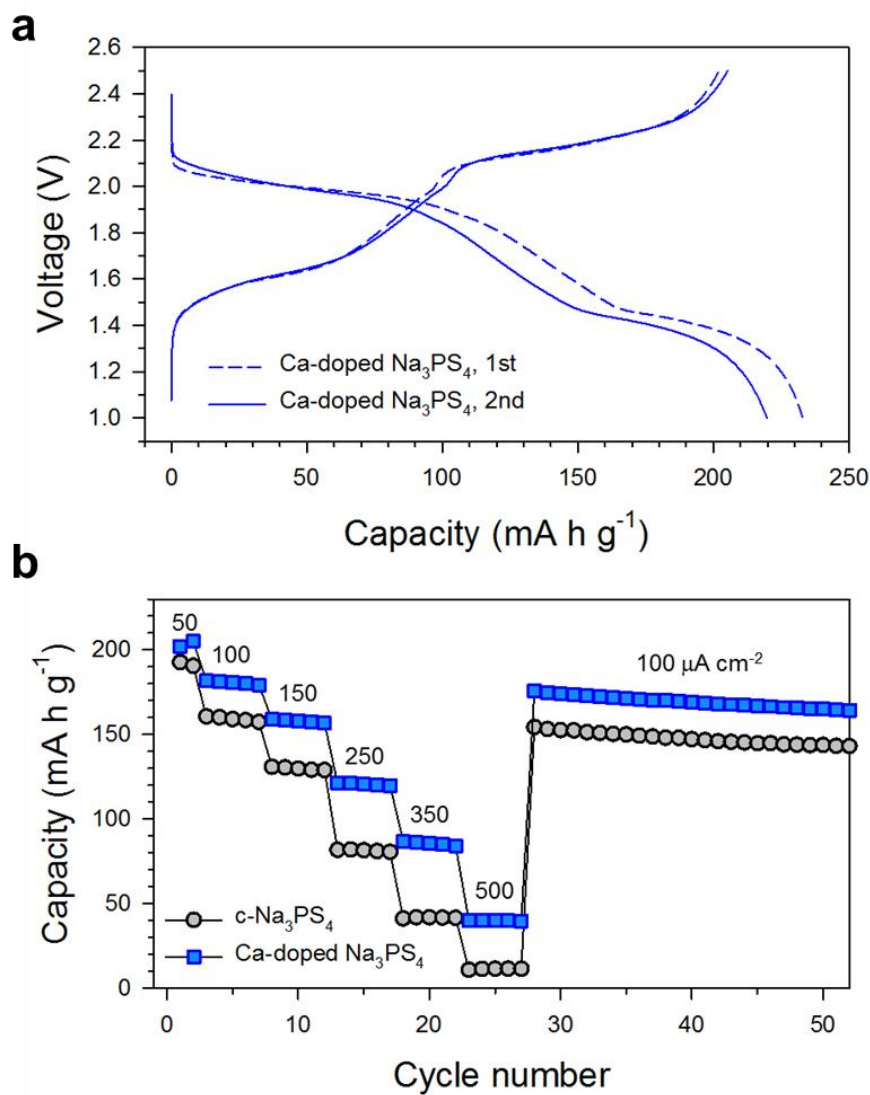 a
2.6
2.4
2.2
2.0
1.8
1.6
1.4
1.2
1.0
Voltage (V)
Ca-doped Na₃PS₄, 1st
Ca-doped Na₃PS₄, 2nd
0 50 100 150 200 250
Capacity (mA h g⁻¹)
b
200
150
100
50
0
Capacity (mA h g⁻¹)
50
100
150
250
350
500
100 μA cm⁻²
c-Na₃PS₄
Ca-doped Na₃PS₄
0 10 20 30 40 50
Cycle number